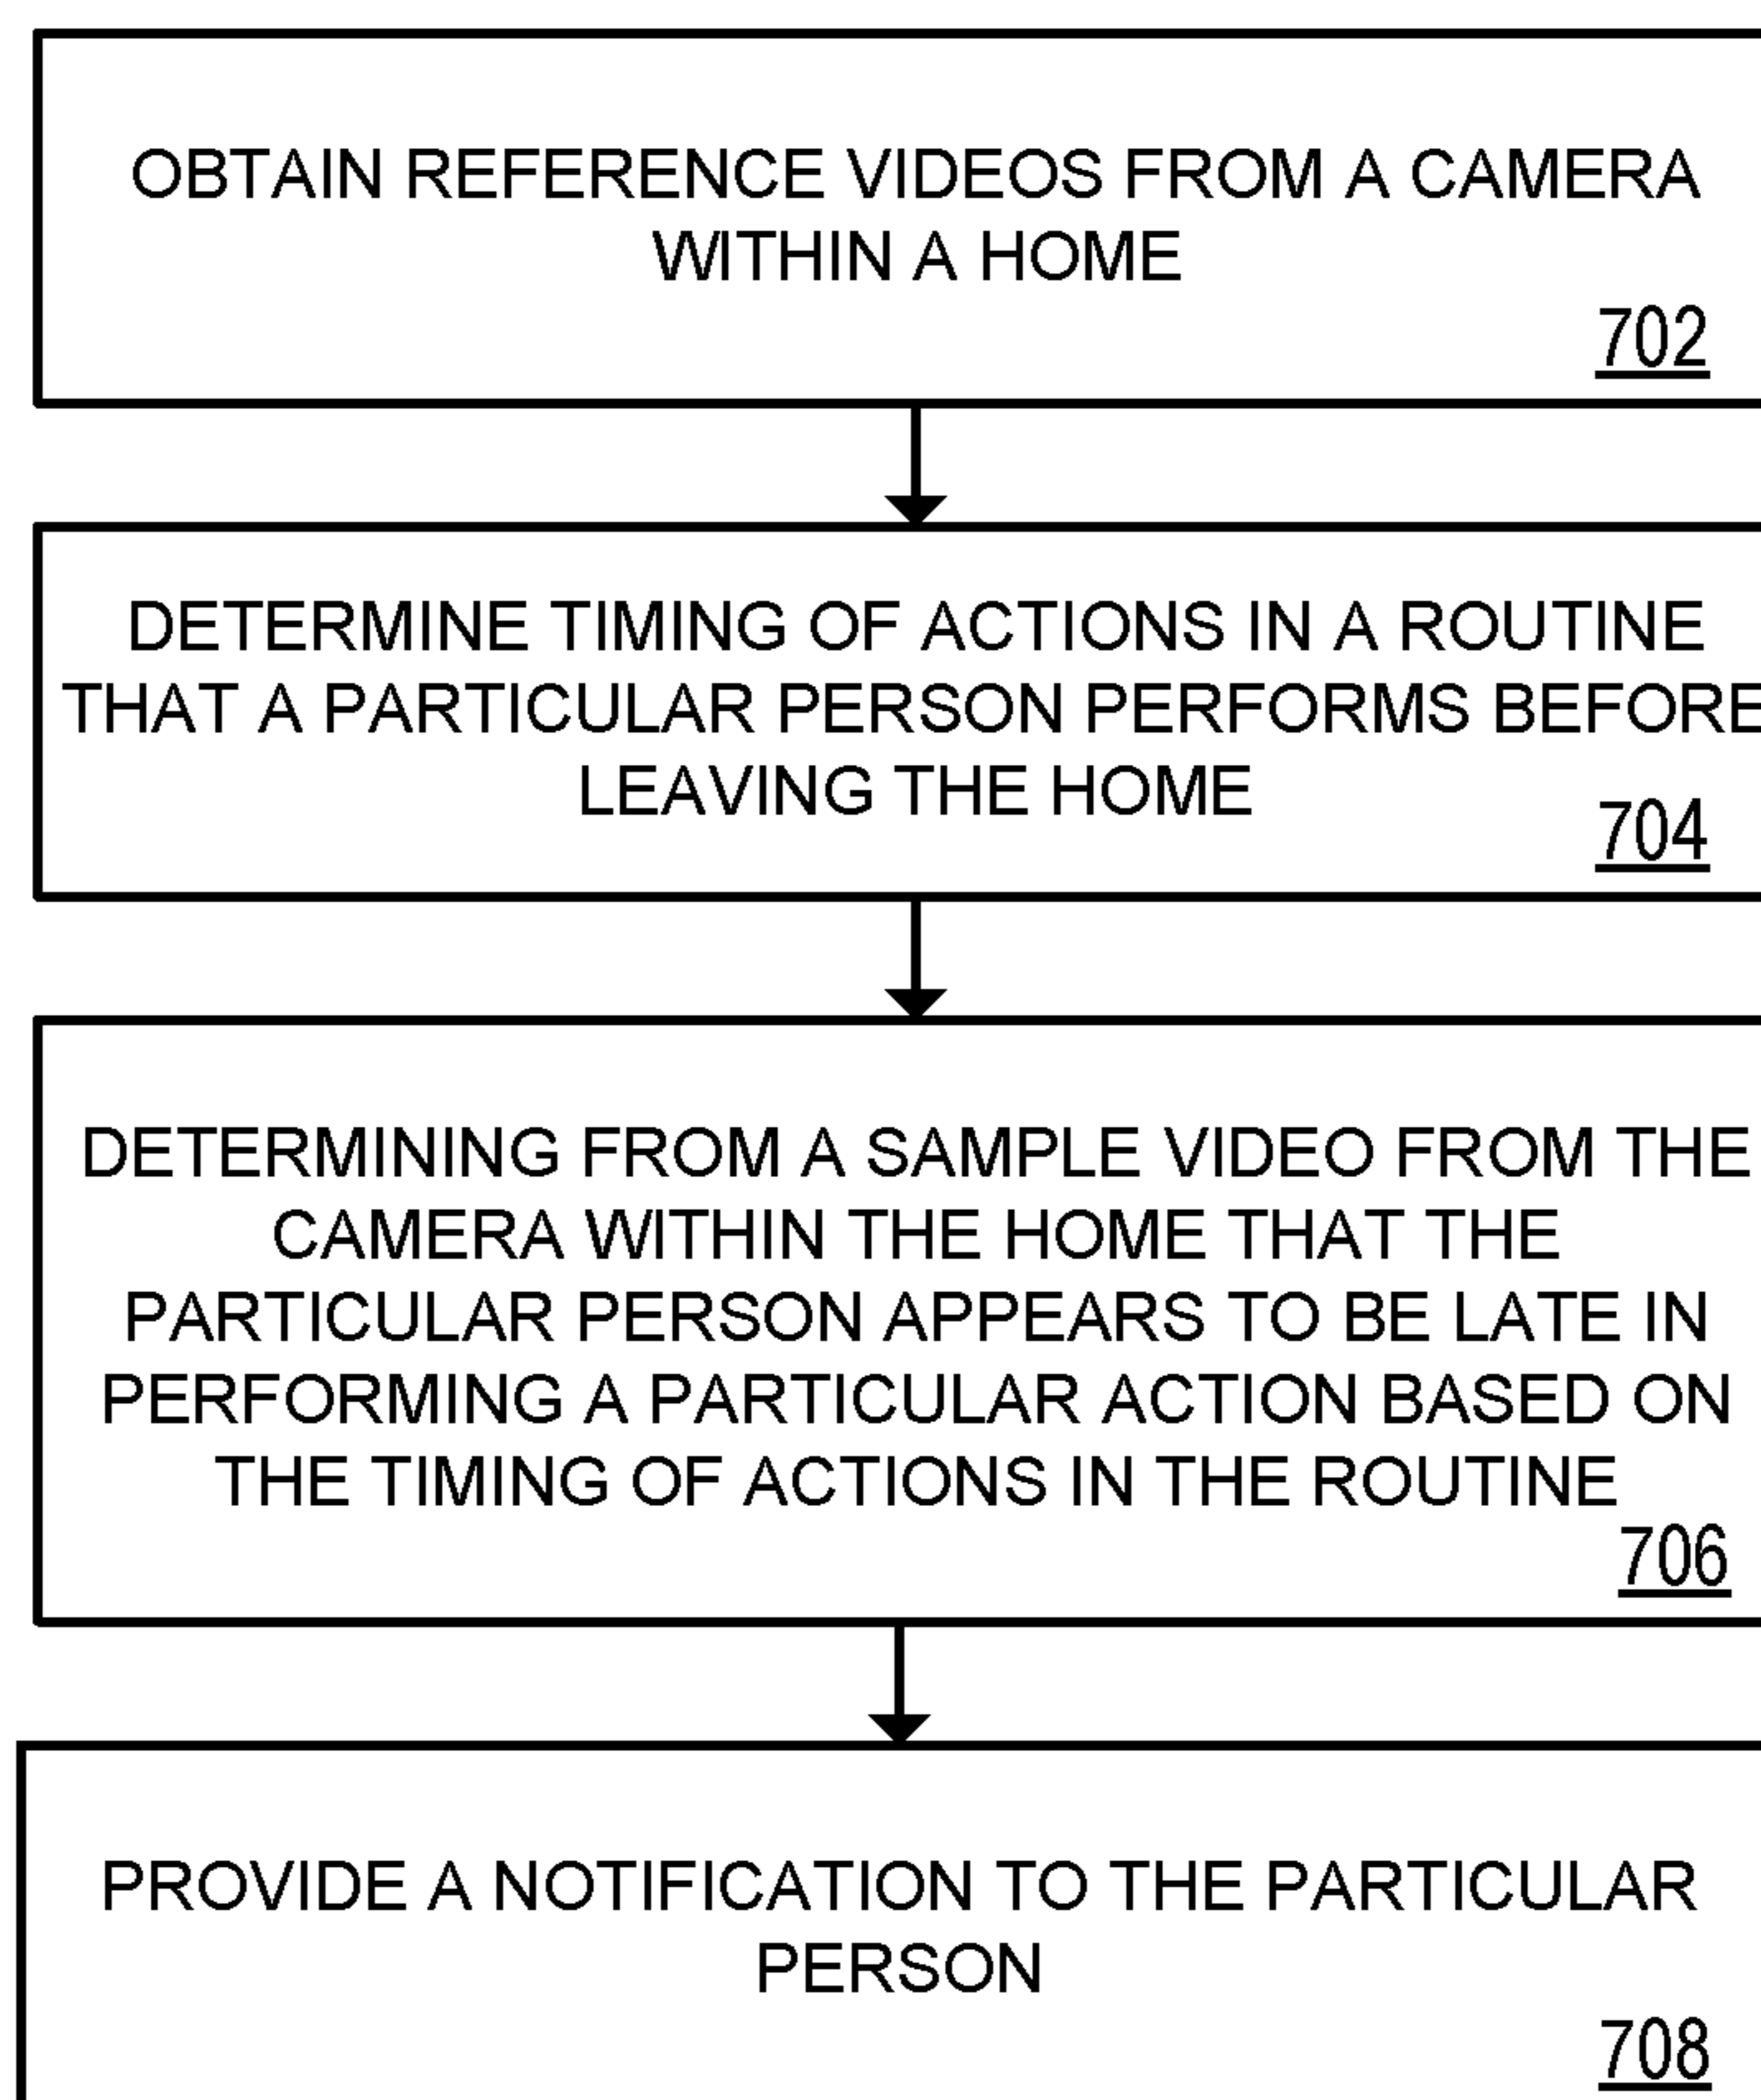 OBTAIN REFERENCE VIDEOS FROM A CAMERA
WITHIN A HOME
702
DETERMINE TIMING OF ACTIONS IN A ROUTINE
THAT A PARTICULAR PERSON PERFORMS BEFORE
LEAVING THE HOME
704
DETERMINING FROM A SAMPLE VIDEO FROM THE
CAMERA WITHIN THE HOME THAT THE
PARTICULAR PERSON APPEARS TO BE LATE IN
PERFORMING A PARTICULAR ACTION BASED ON
THE TIMING OF ACTIONS IN THE ROUTINE
706
PROVIDE A NOTIFICATION TO THE PARTICULAR
PERSON
708